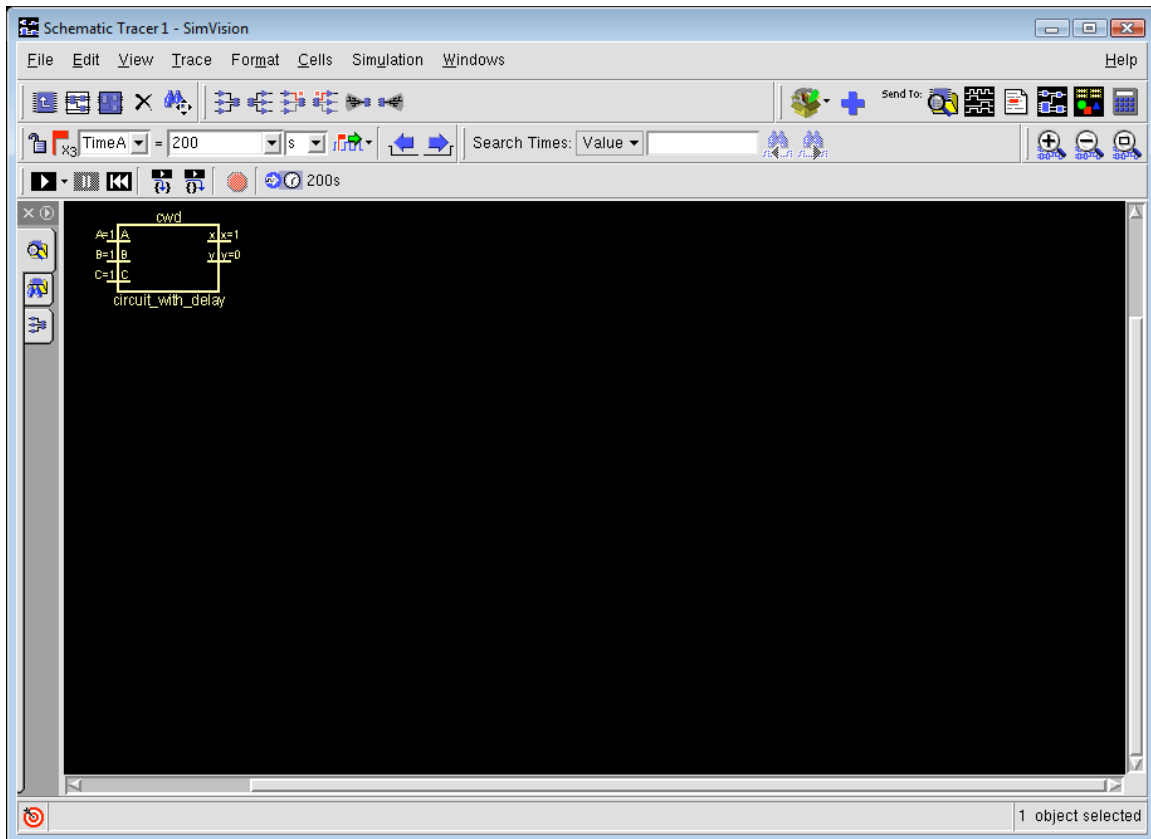 Schematic Tracer 1 - SimVision
File Edit View Trace Format Cells Simulation Windows Help
Send To:
x3 TimeA = 200 s Search Times: Value
200s
cwd
A=1 A x x=1
B=1 B y y=0
C=1 C
circuit_with_delay
1 object selected